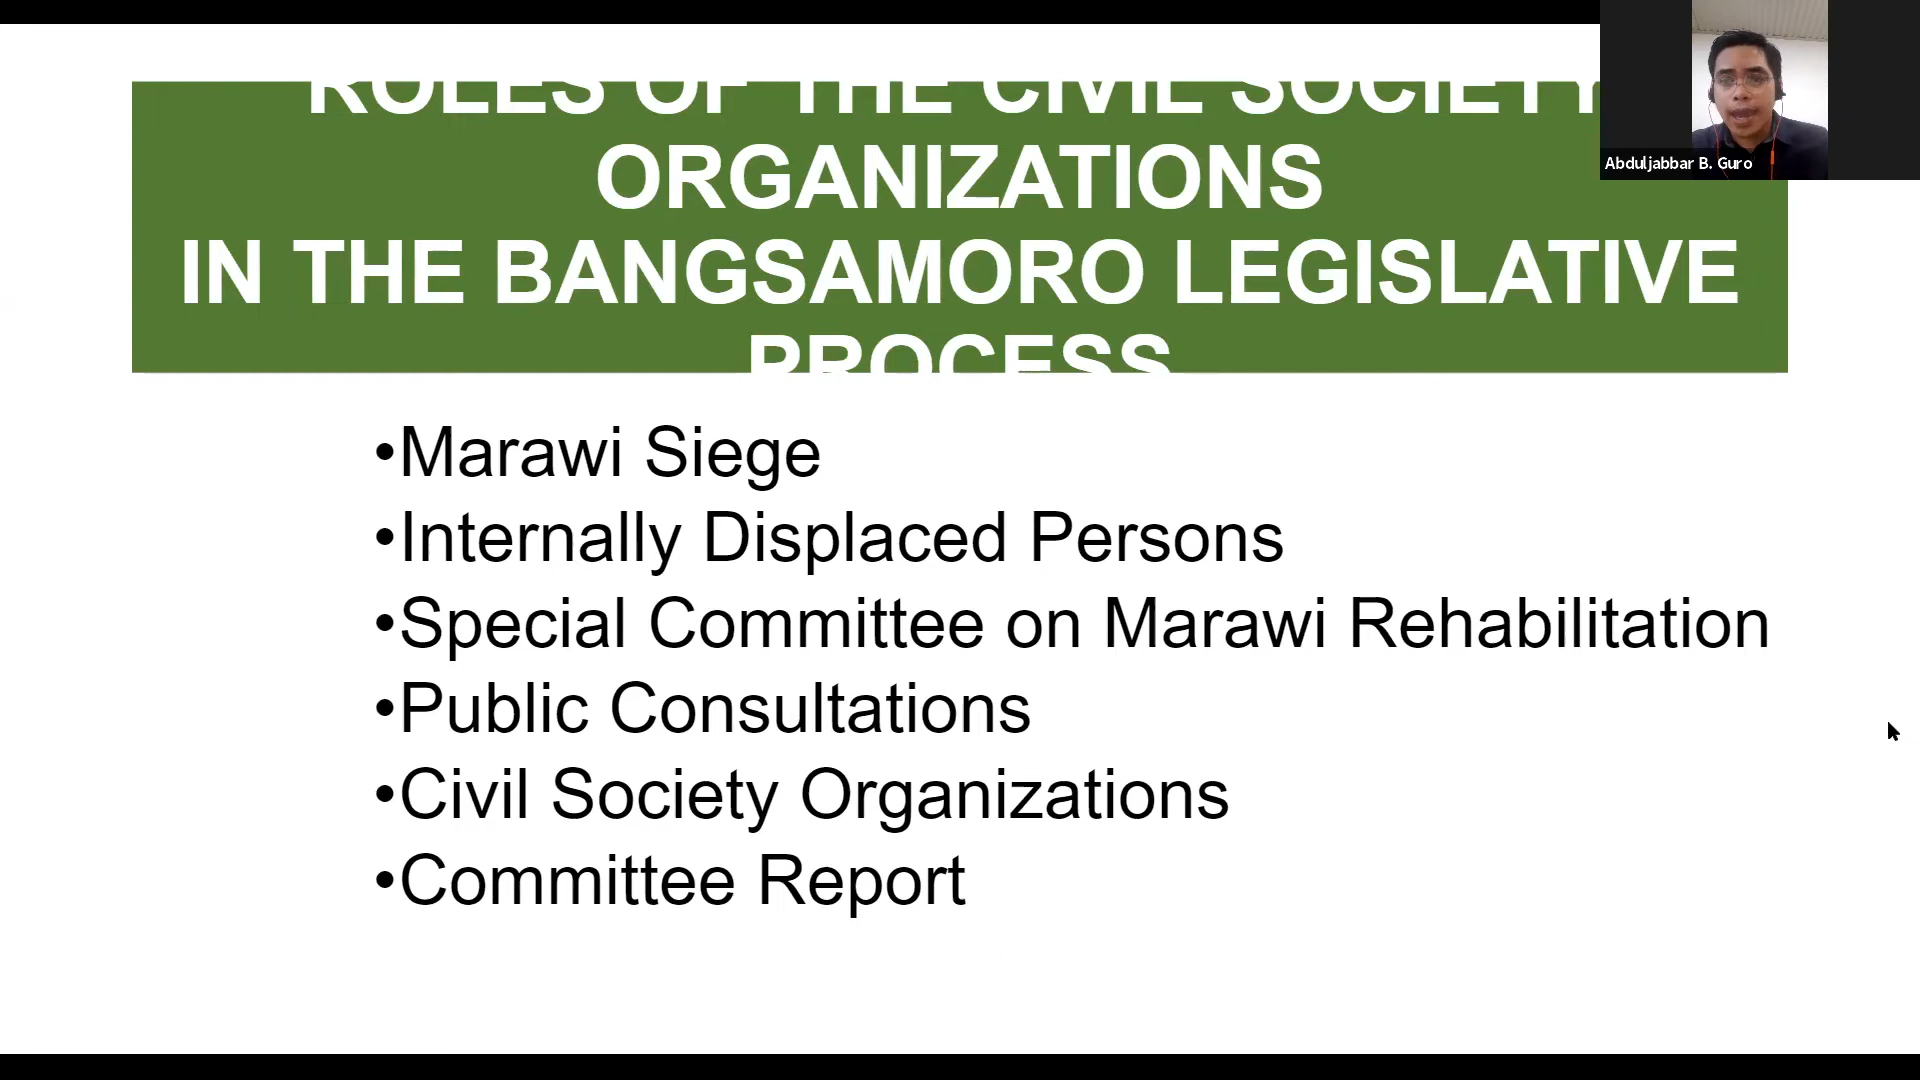 ROLES OF THE CIVIL SOCIETY
ORGANIZATIONS
IN THE BANGSAMORO LEGISLATIVE
PROCESS
•Marawi Siege
•Internally Displaced Persons
•Special Committee on Marawi Rehabilitation
•Public Consultations
•Civil Society Organizations
•Committee Report
Abduljabbar B. Guro